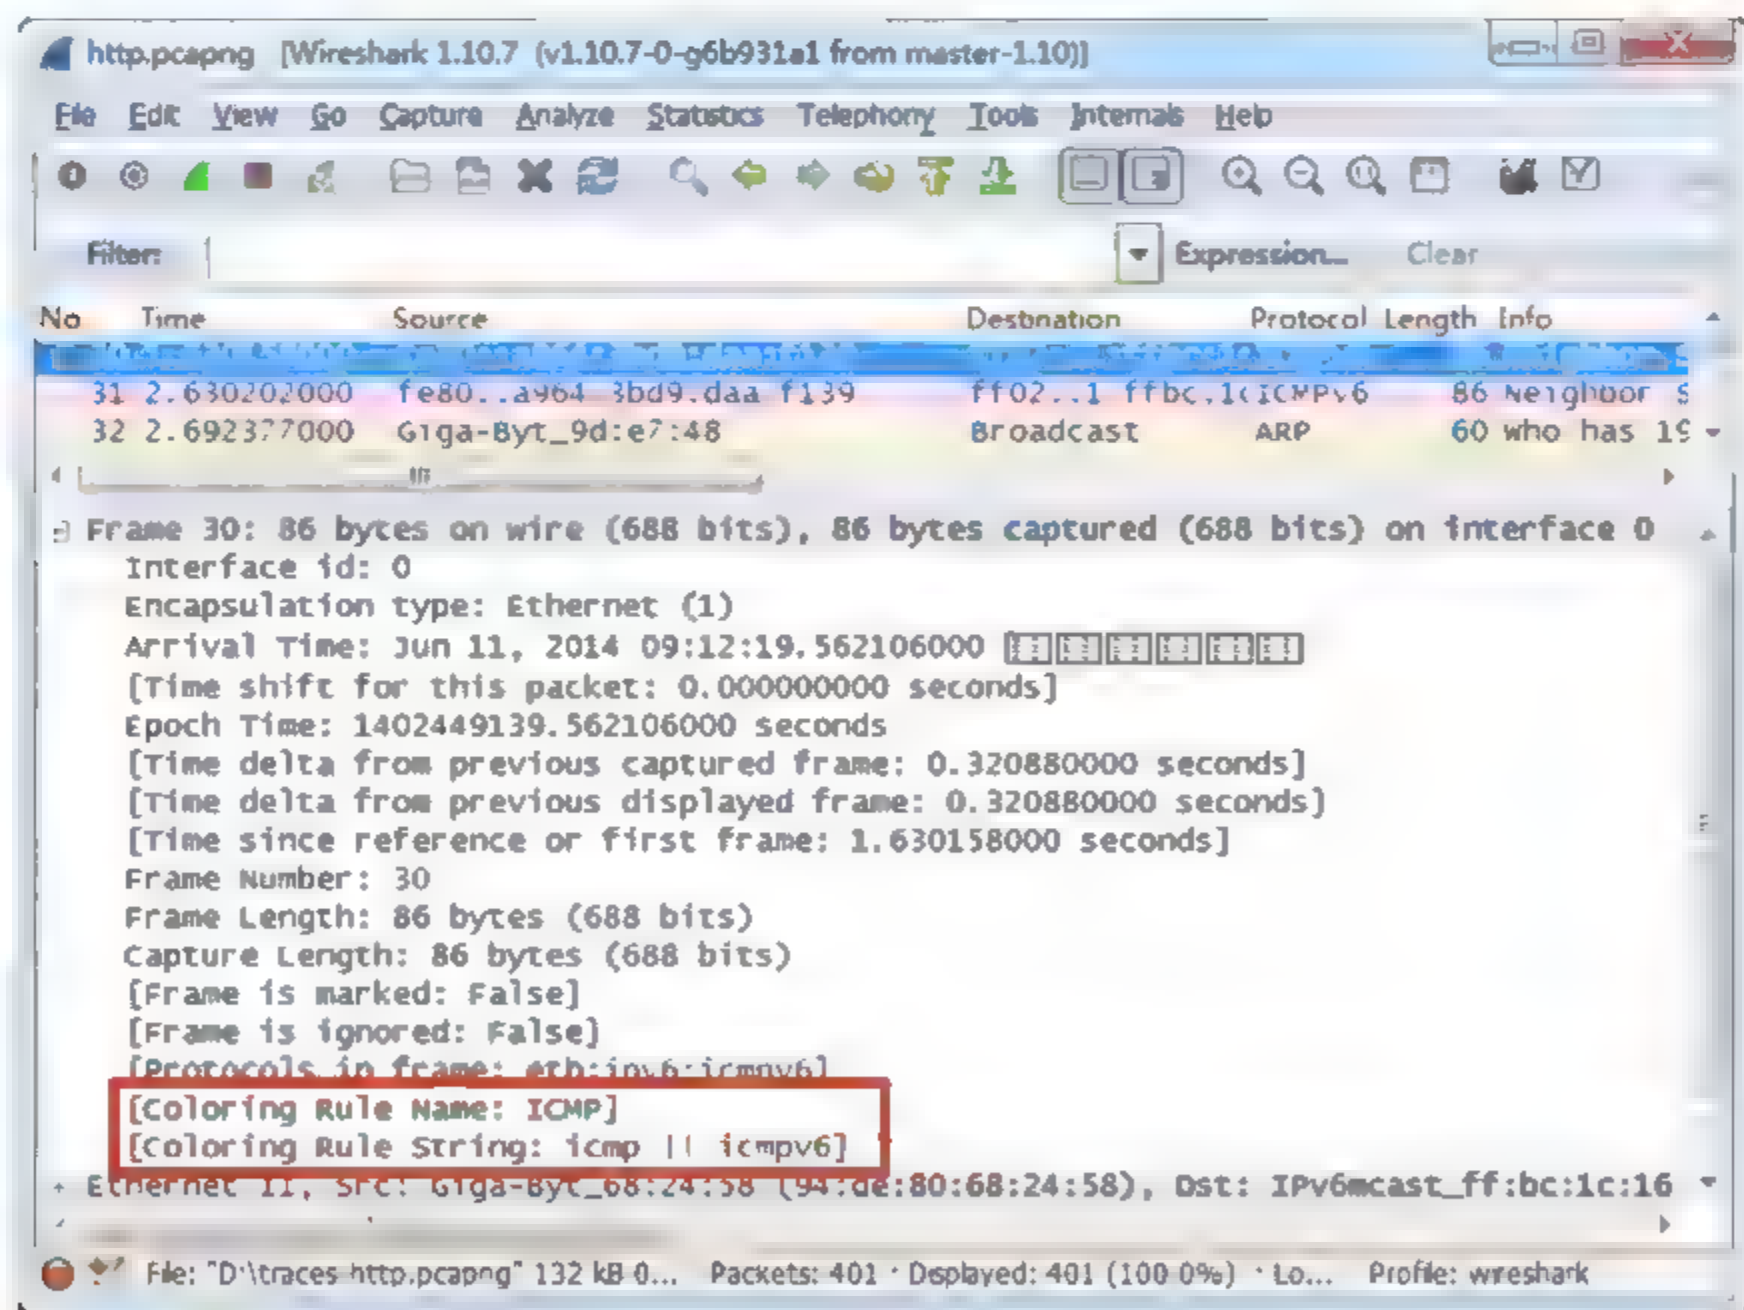 http.pcapng [Wireshark 1.10.7 (v1.10.7-0-g6b931a1 from master-1.10)]
File Edit View Go Capture Analyze Statistics Telephony Tools Internals Help
Filter: Expression... Clear
No Time Source Destination Protocol Length Info
31 2.630202000 fe80::a964:3bd9:daa:f139 ff02::1:ffbc:1c ICMPv6 86 Neighbor S
32 2.692377000 Giga-Byt_9d:e7:48 Broadcast ARP 60 who has 19
Frame 30: 86 bytes on wire (688 bits), 86 bytes captured (688 bits) on interface 0
Interface id: 0
Encapsulation type: Ethernet (1)
Arrival Time: Jun 11, 2014 09:12:19.562106000
[Time shift for this packet: 0.000000000 seconds]
Epoch Time: 1402449139.562106000 seconds
[Time delta from previous captured frame: 0.320880000 seconds]
[Time delta from previous displayed frame: 0.320880000 seconds]
[Time since reference or first frame: 1.630158000 seconds]
Frame Number: 30
Frame Length: 86 bytes (688 bits)
Capture Length: 86 bytes (688 bits)
[Frame is marked: False]
[Frame is ignored: False]
[Protocols in frame: eth:ipv6:icmpv6]
[Coloring Rule Name: ICMP]
[Coloring Rule String: icmp || icmpv6]
Ethernet II, Src: Giga-Byt_68:24:58 (94:de:80:68:24:58), Dst: IPv6mcast_ff:bc:1c:16
File: "D:\traces http.pcapng" 132 kB 0... Packets: 401 · Displayed: 401 (100.0%) · Lo... Profile: wireshark